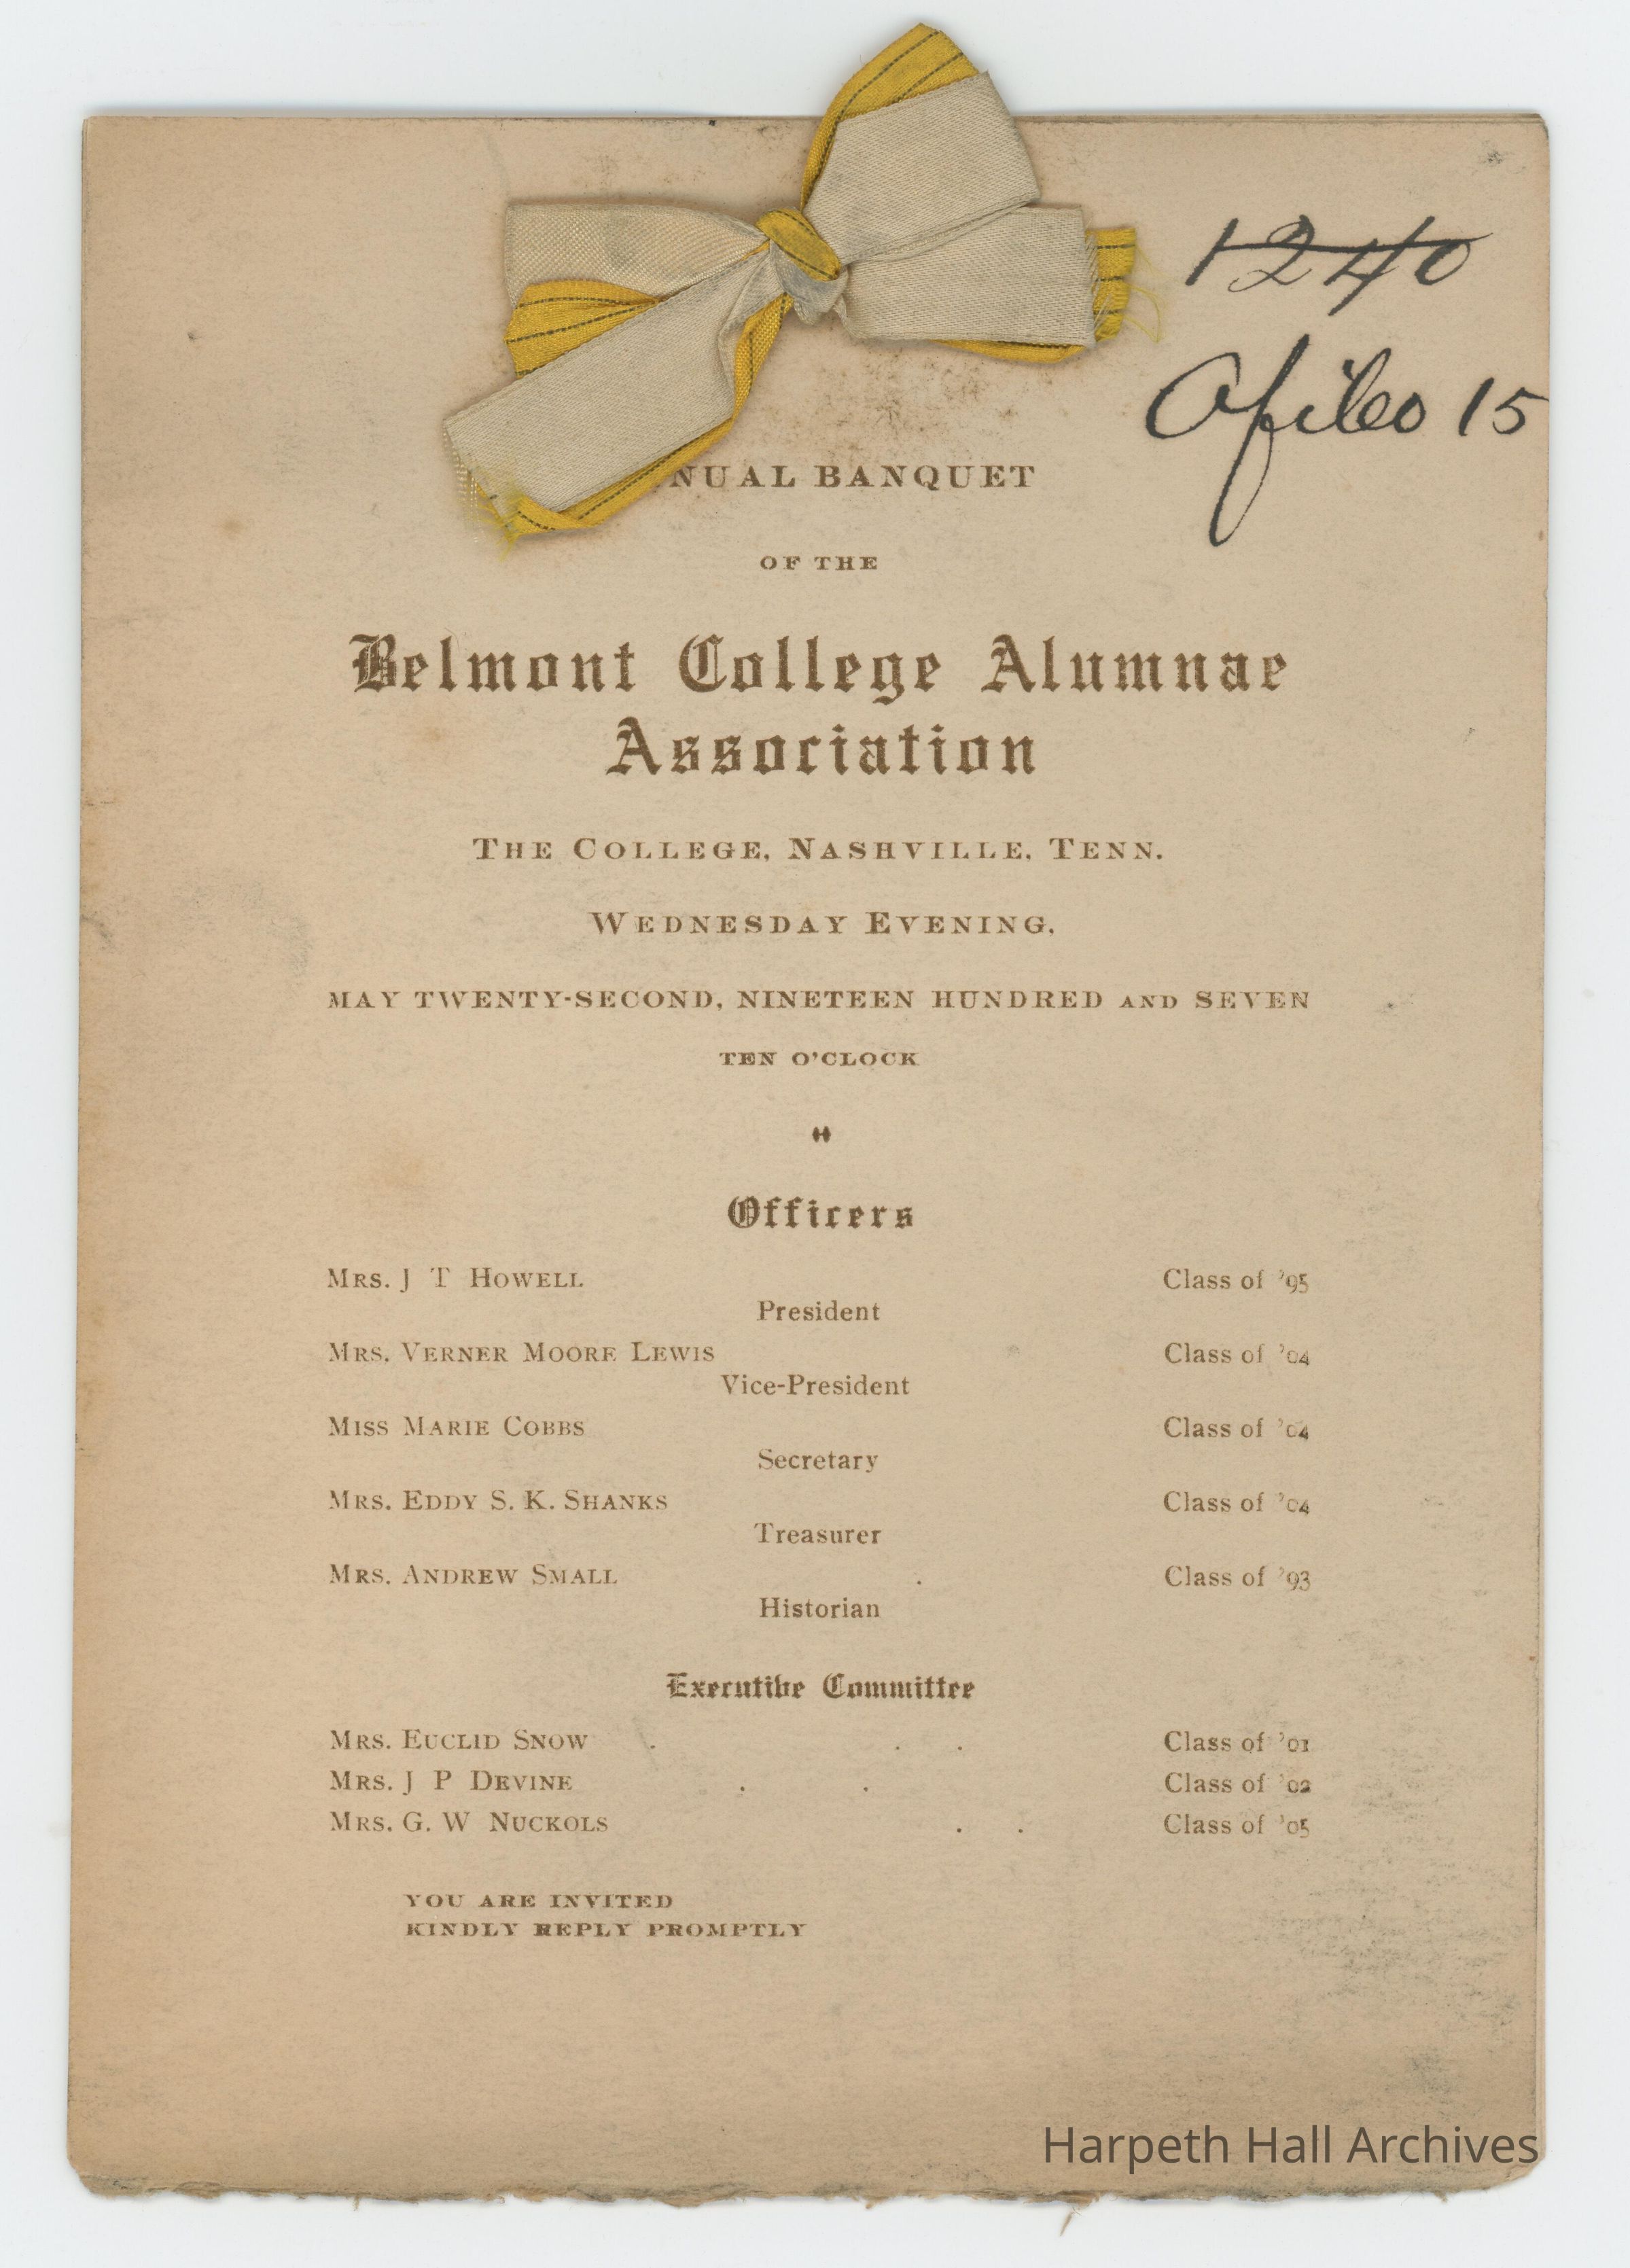 1240
NUAL BANQUET
OF THE
Belmont College Alumnae
Association
THE COLLEGE, NASHVILLE, TENN.
WEDNESDAY EVENING,
MAY TWENTY-SECOND, NINETEEN HUNDRED AND SEVEN
TEN O'CLOCK
Officers
MRS. J T HOWELL Class of '95
President
MRS. VERNER MOORE LEWIS Class of '04
Vice-President
MISS MARIE COBBS Class of '04
Secretary
MRS. EDDY S. K. SHANKS Class of '04
Treasurer
MRS. ANDREW SMALL . Class of '93
Historian
Executive Committee
MRS. EUCLID SNOW . . . Class of '01
MRS. J P DEVINE . . Class of '02
MRS. G. W NUCKOLS . . Class of '05
YOU ARE INVITED
KINDLY REPLY PROMPTLY
Harpeth Hall Archives